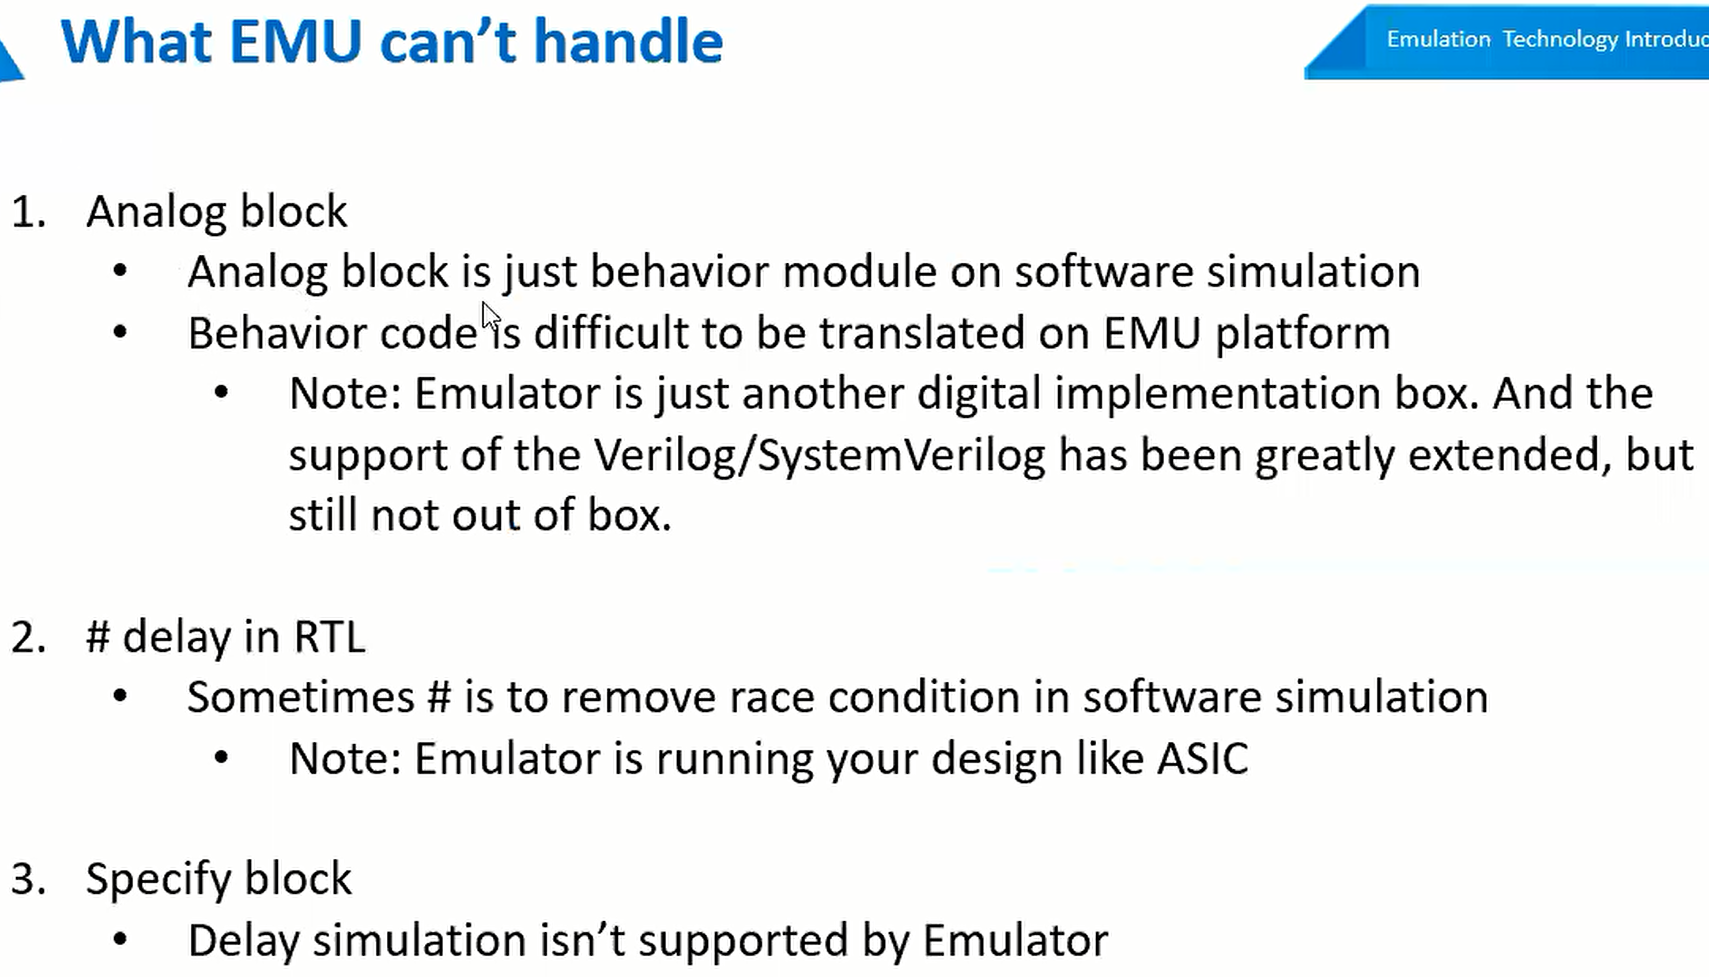 What EMU can't handle
Emulation Technology Introduc
1. Analog block
• Analog block is just behavior module on software simulation
• Behavior code is difficult to be translated on EMU platform
• Note: Emulator is just another digital implementation box. And the
support of the Verilog/SystemVerilog has been greatly extended, but
still not out of box.
2. # delay in RTL
• Sometimes # is to remove race condition in software simulation
• Note: Emulator is running your design like ASIC
3. Specify block
• Delay simulation isn't supported by Emulator